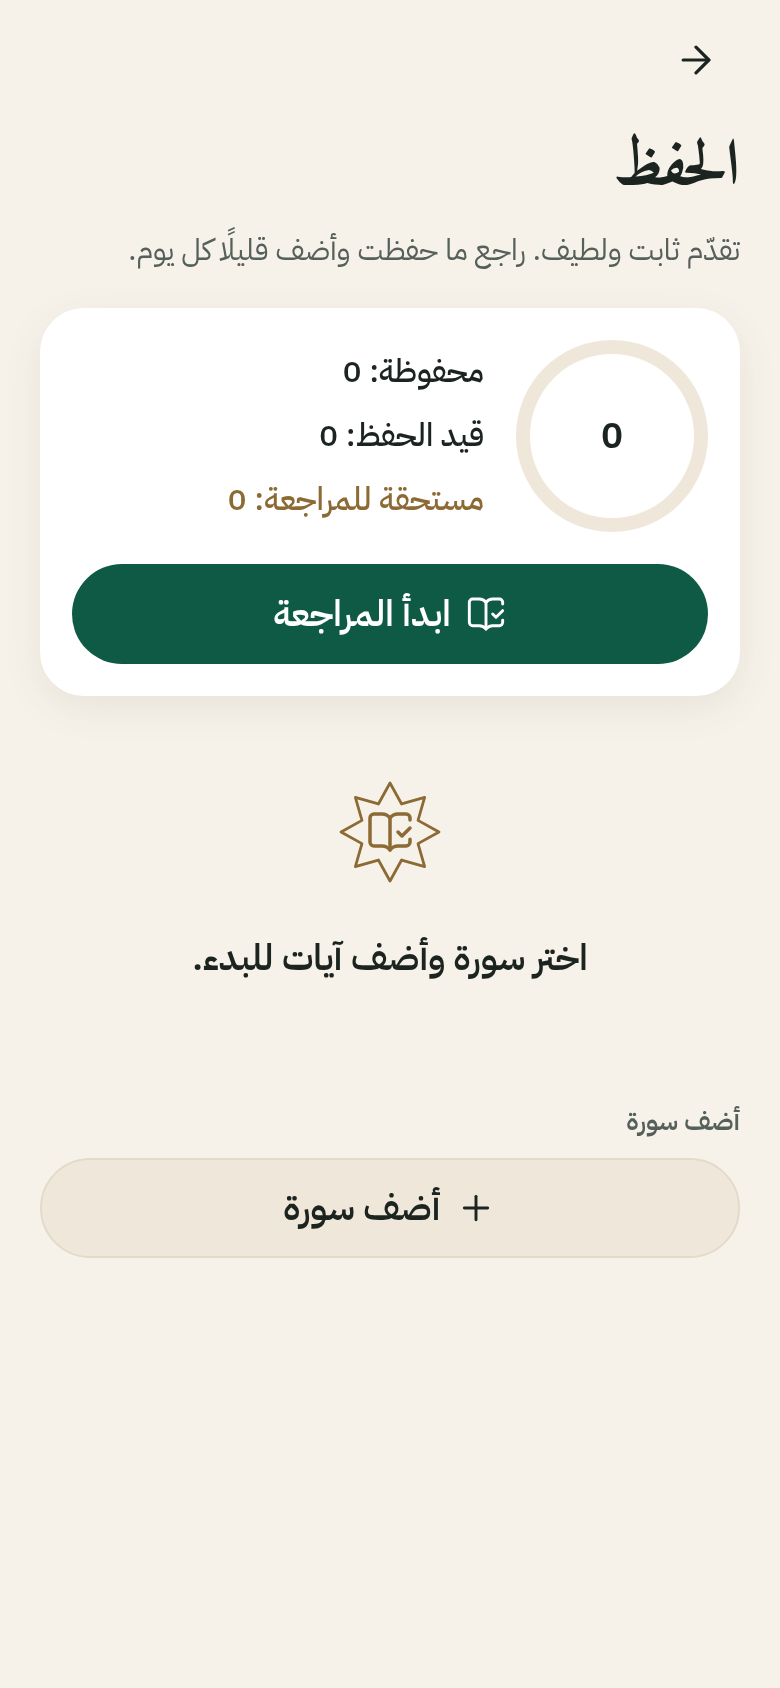 الحفظ
تقدّم ثابت ولطيف. راجع ما حفظت وأضف قليلًا كل يوم.
0
محفوظة: 0
قيد الحفظ: 0
مستحقة للمراجعة: 0
ابدأ المراجعة
اختر سورة وأضف آيات للبدء.
أضف سورة
أضف سورة